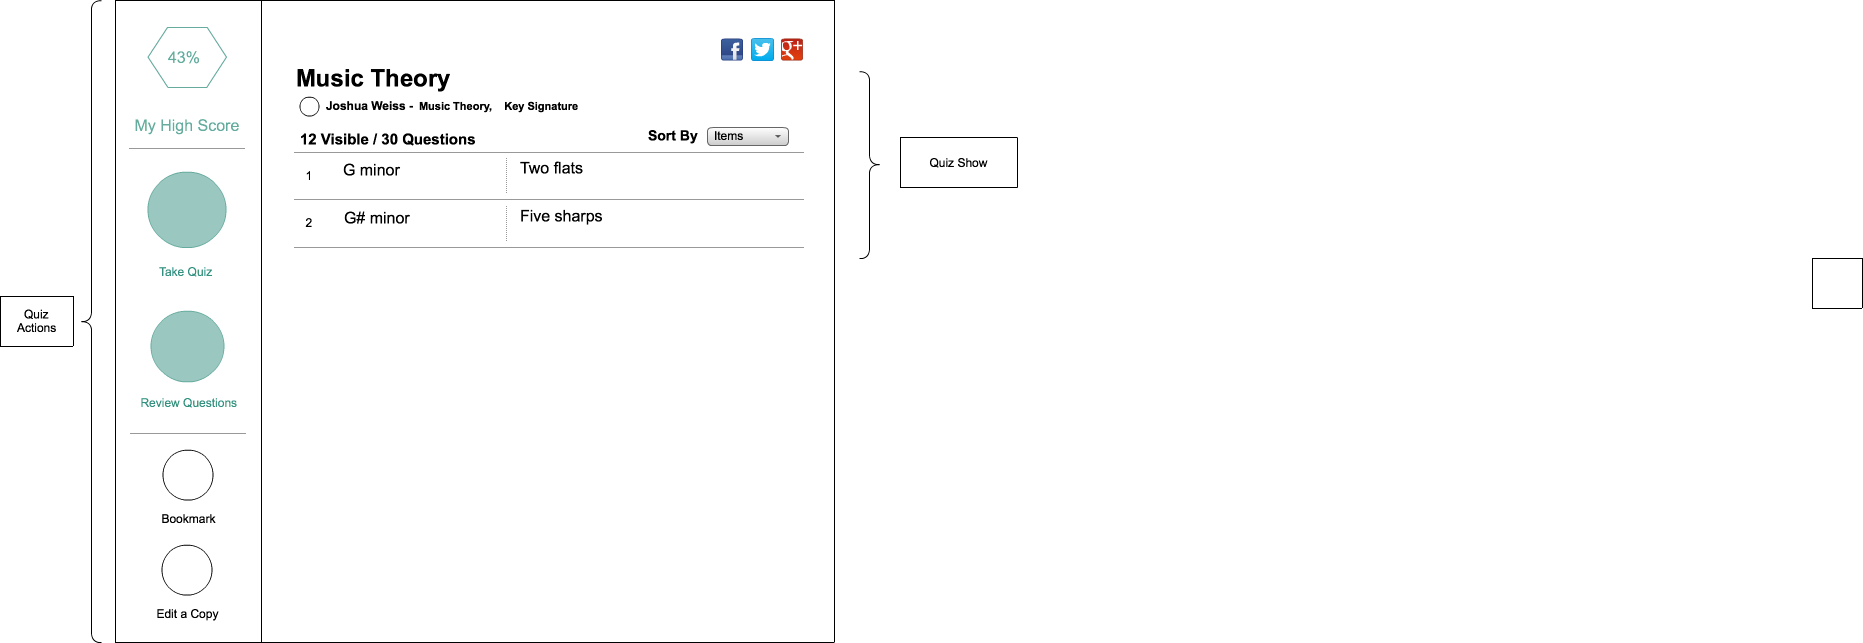 43%
My High Score
Take Quiz
Review Questions
Bookmark
Edit a Copy
Quiz
Actions
f
g+
Music Theory
Joshua Weiss - Music Theory, Key Signature
12 Visible / 30 Questions
Sort By Items
1 G minor Two flats
2 G# minor Five sharps
Quiz Show